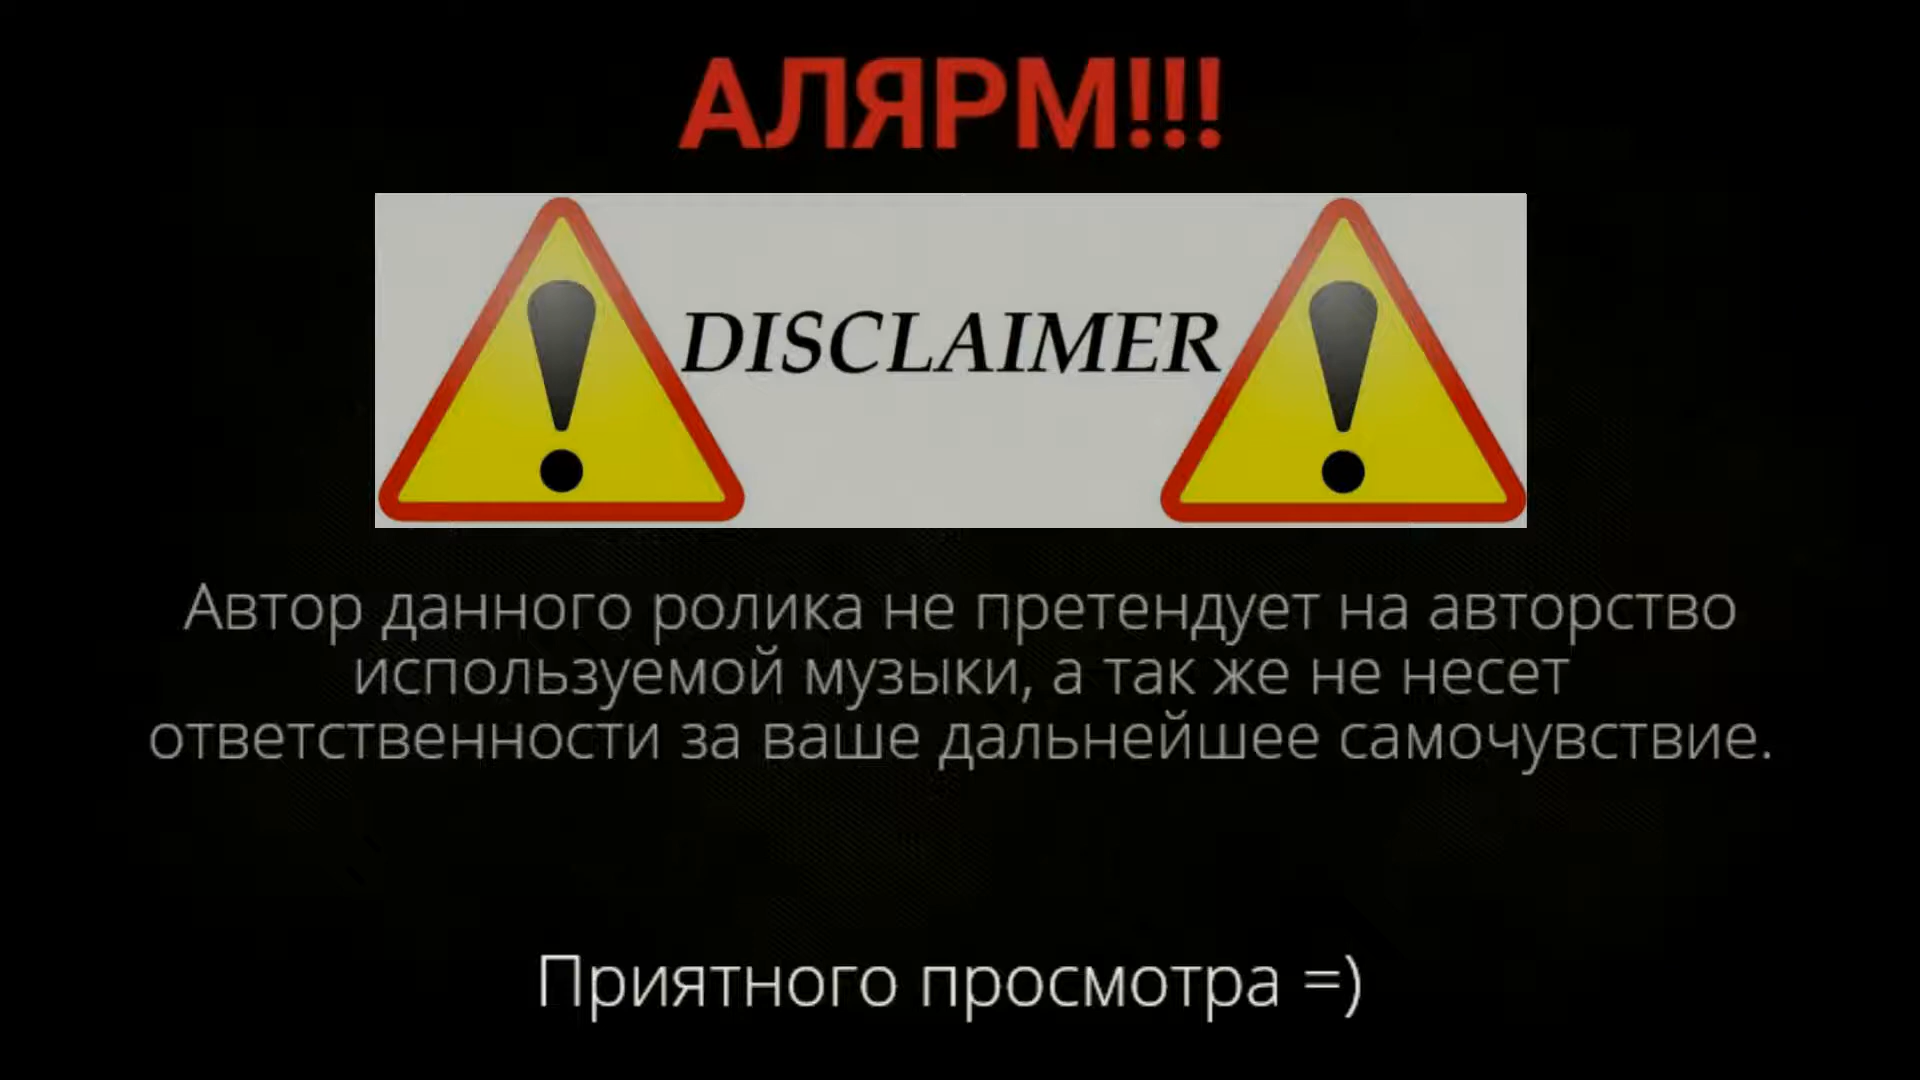 АЛЯРМ!!!
DISCLAIMER
Автор данного ролика не претендует на авторство
используемой музыки, а так же не несет
ответственности за ваше дальнейшее самочувствие.
Приятного просмотра =)